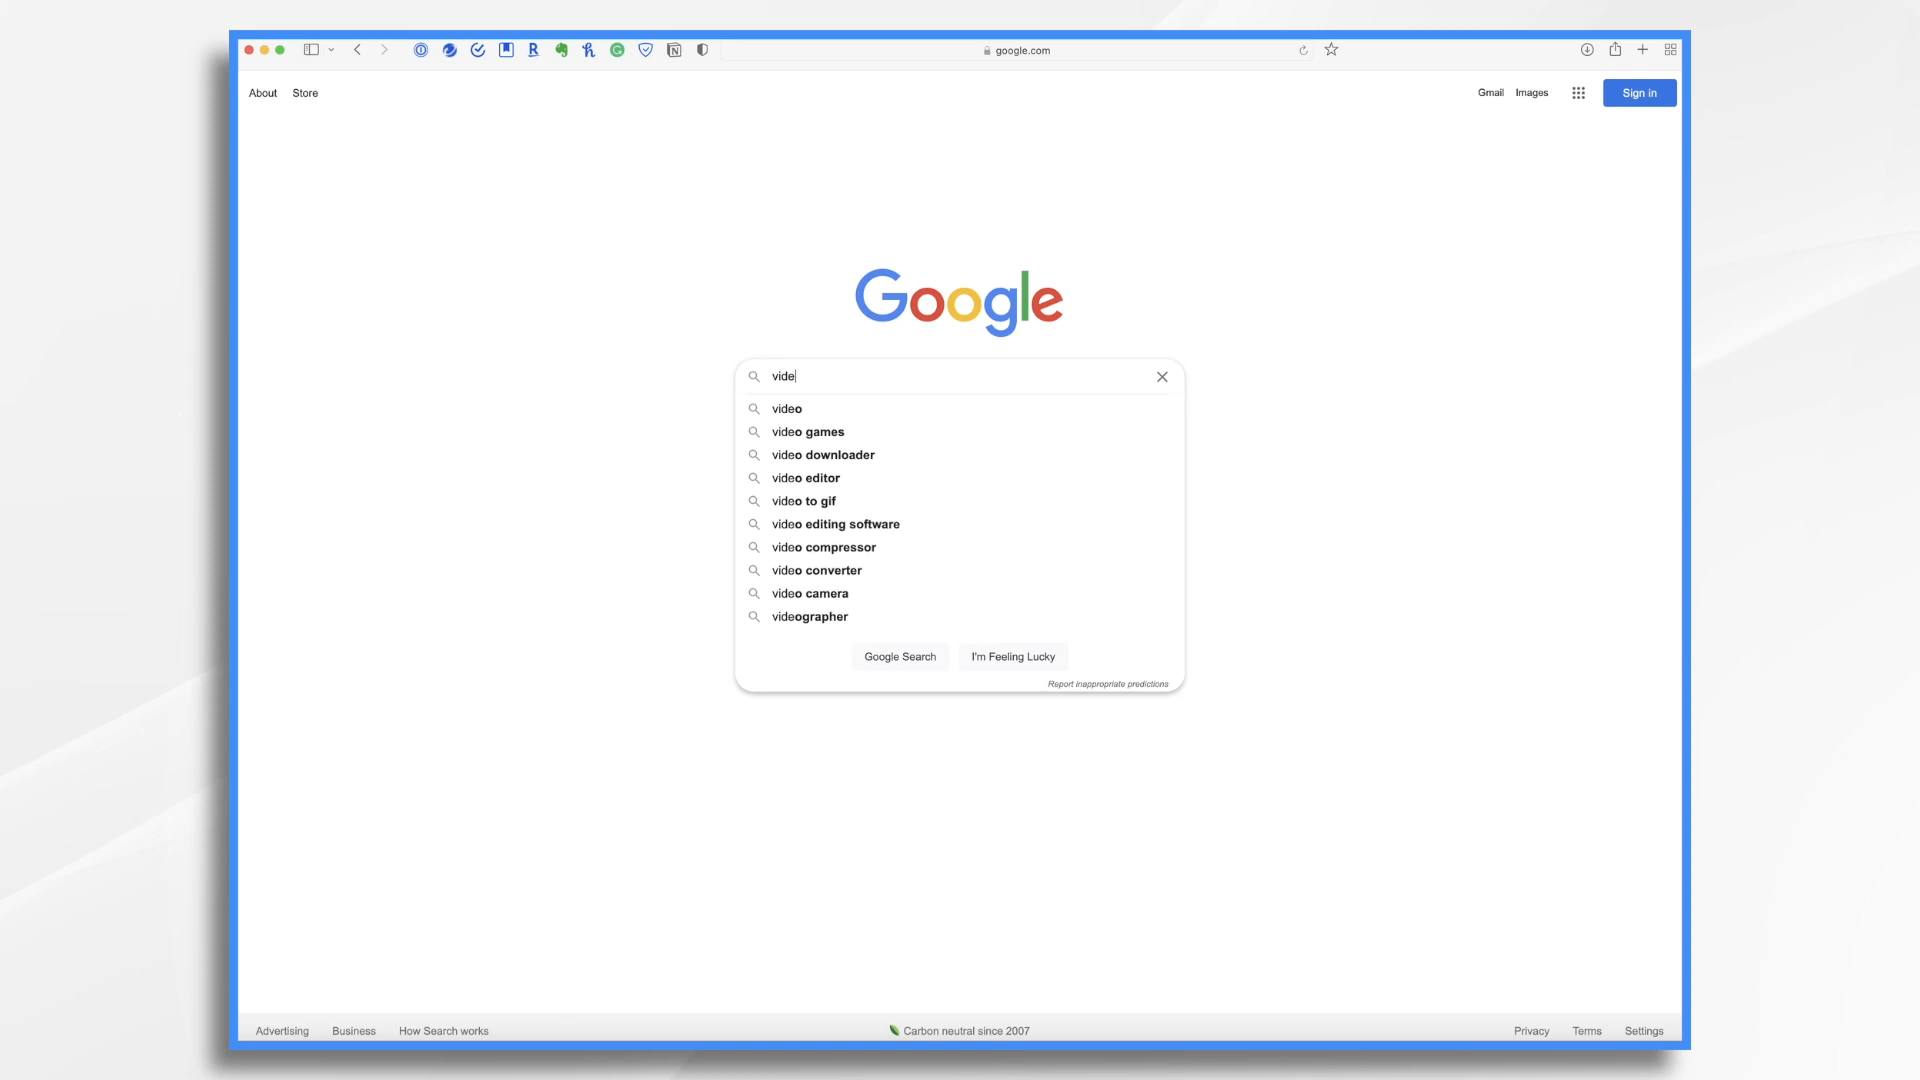 google.com
About Store
Gmail Images Sign in
Google
vide
video
video games
video downloader
video editor
video to gif
video editing software
video compressor
video converter
video camera
videographer
Google Search I'm Feeling Lucky
Report inappropriate predictions
Advertising Business How Search works Carbon neutral since 2007 Privacy Terms Settings